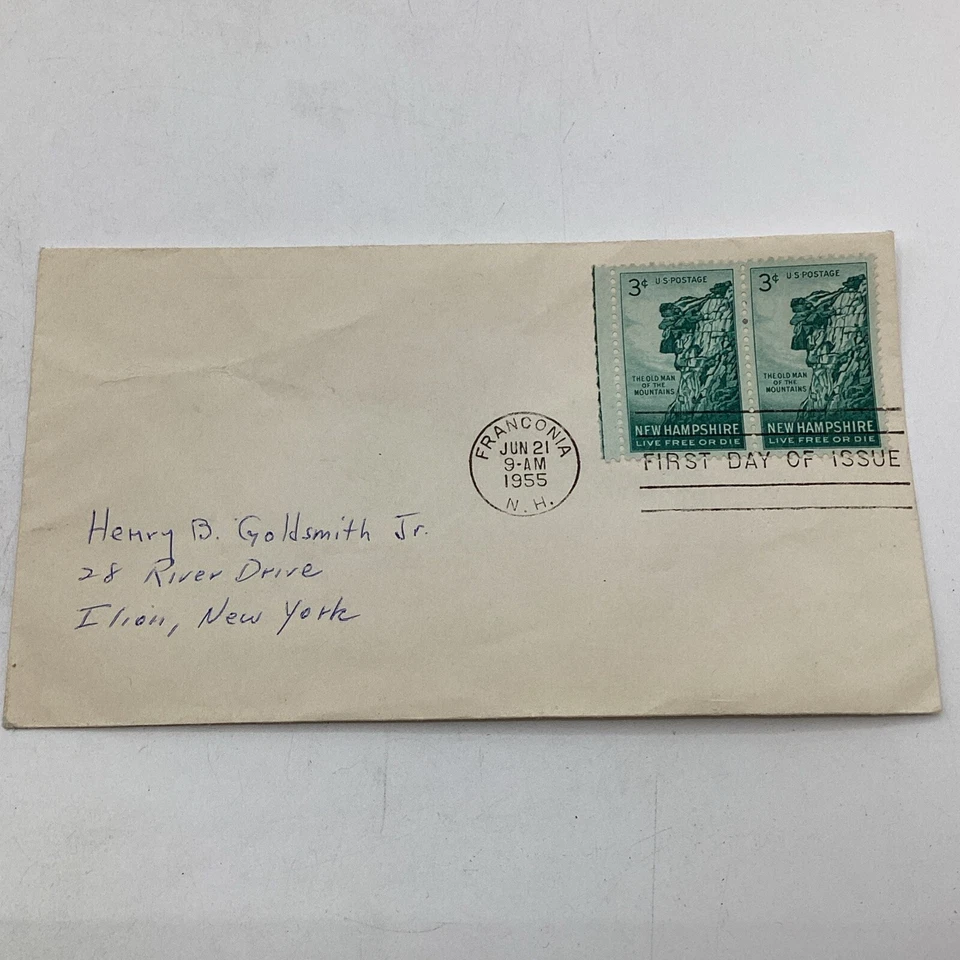 3¢ U·S·POSTAGE
THE OLD MAN
OF THE
MOUNTAINS
NEW HAMPSHIRE
LIVE FREE OR DIE
3¢ U·S·POSTAGE
THE OLD MAN
OF THE
MOUNTAINS
NEW HAMPSHIRE
LIVE FREE OR DIE
FRANCONIA
JUN 21
9-AM
1955
N.H.
FIRST DAY OF ISSUE
Henry B. Goldsmith Jr.
28 River Drive
Ilion, New York